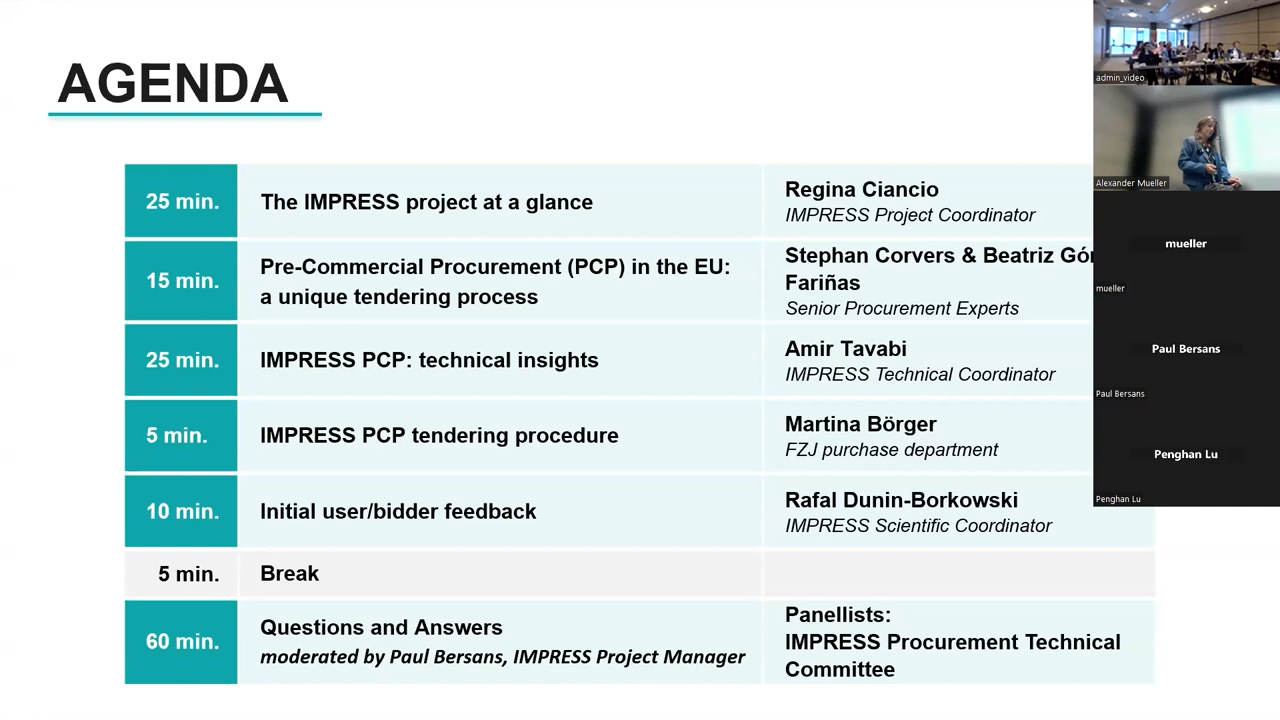 AGENDA
25 min.
The IMPRESS project at a glance
Regina Ciancio
IMPRESS Project Coordinator
15 min.
Pre-Commercial Procurement (PCP) in the EU:
a unique tendering process
Stephan Corvers & Beatriz
Fariñas
Senior Procurement Experts
25 min.
IMPRESS PCP: technical insights
Amir Tavabi
IMPRESS Technical Coordinator
5 min.
IMPRESS PCP tendering procedure
Martina Börger
FZJ purchase department
10 min.
Initial user/bidder feedback
Rafal Dunin-Borkowski
IMPRESS Scientific Coordinator
5 min.
Break
60 min.
Questions and Answers
moderated by Paul Bersans, IMPRESS Project Manager
Panellists:
IMPRESS Procurement Technical
Committee
admin_video
Alexander Mueller
mueller
mueller
Paul Bersans
Paul Bersans
Penghan Lu
Penghan Lu